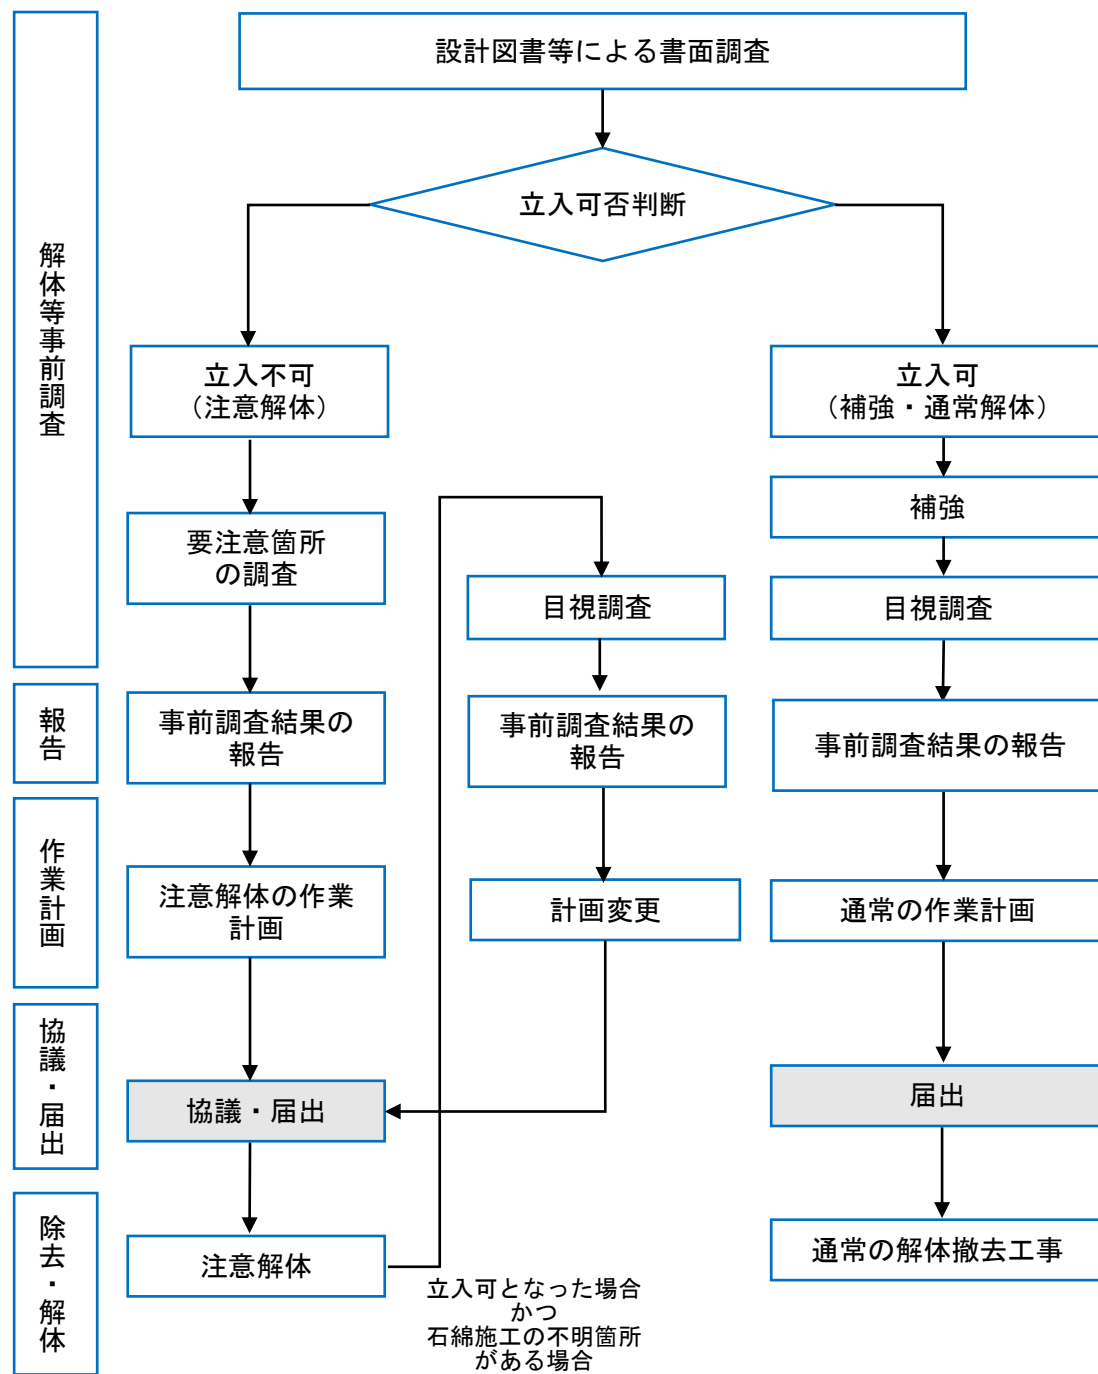 設計図書等による書面調査
立入可否判断
解体等事前調査
立入不可
（注意解体）
立入可
（補強・通常解体）
補強
要注意箇所
の調査
目視調査
目視調査
報告
事前調査結果の
報告
事前調査結果の
報告
事前調査結果の報告
作業計画
注意解体の作業
計画
計画変更
通常の作業計画
協議・届出
協議・届出
届出
除去・解体
注意解体
通常の解体撤去工事
立入可となった場合
かつ
石綿施工の不明箇所
がある場合